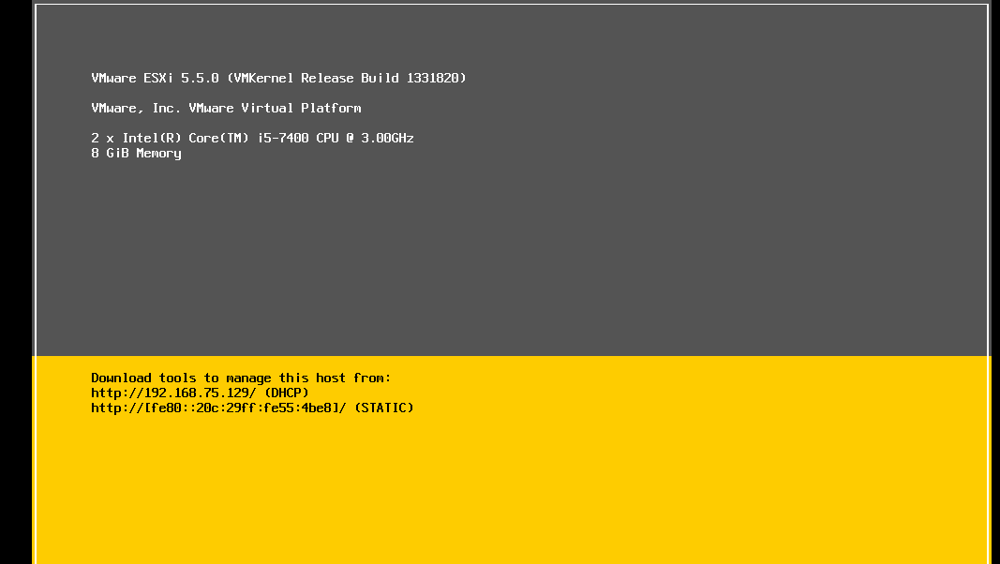 VMware ESXi 5.5.0 (VMKernel Release Build 1331820)
VMware, Inc. VMware Virtual Platform
2 x Intel(R) Core(TM) i5-7400 CPU @ 3.00GHz
8 GiB Memory
Download tools to manage this host from:
http://192.168.75.129/ (DHCP)
http://[fe80::20c:29ff:fe55:4be8]/ (STATIC)